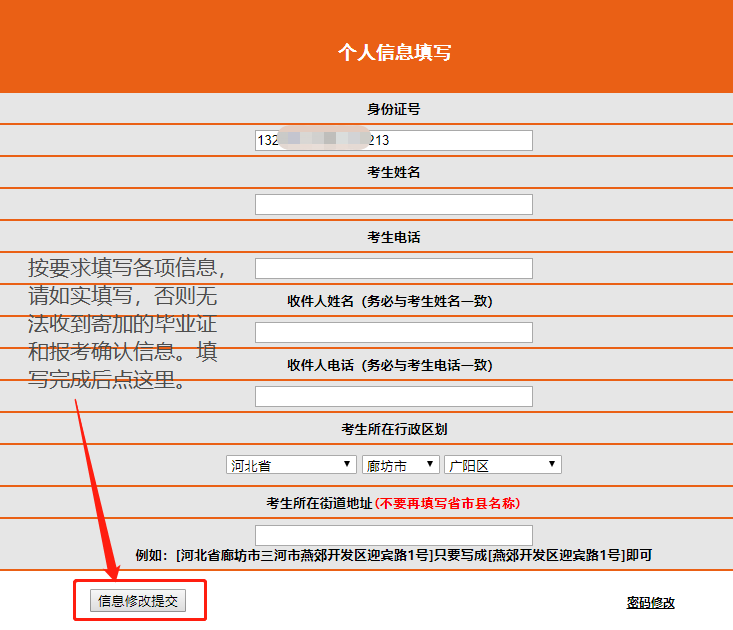 个人信息填写
身份证号
132
213
考生姓名
考生电话
按要求填写各项信息,
请如实填写，否则无
法收到寄加的毕业证
和报考确认信息。填
写完成后点这里。
收件人姓名（务必与考生姓名一致）
收件人电话（务必与考生电话一致）
考生所在行政区划
河北省 廊坊市 广阳区
考生所在街道地址(不要再填写省市县名称)
例如：[河北省廊坊市三河市燕郊开发区迎宾路1号]只要写成[燕郊开发区迎宾路1号]即可
信息修改提交
密码修改